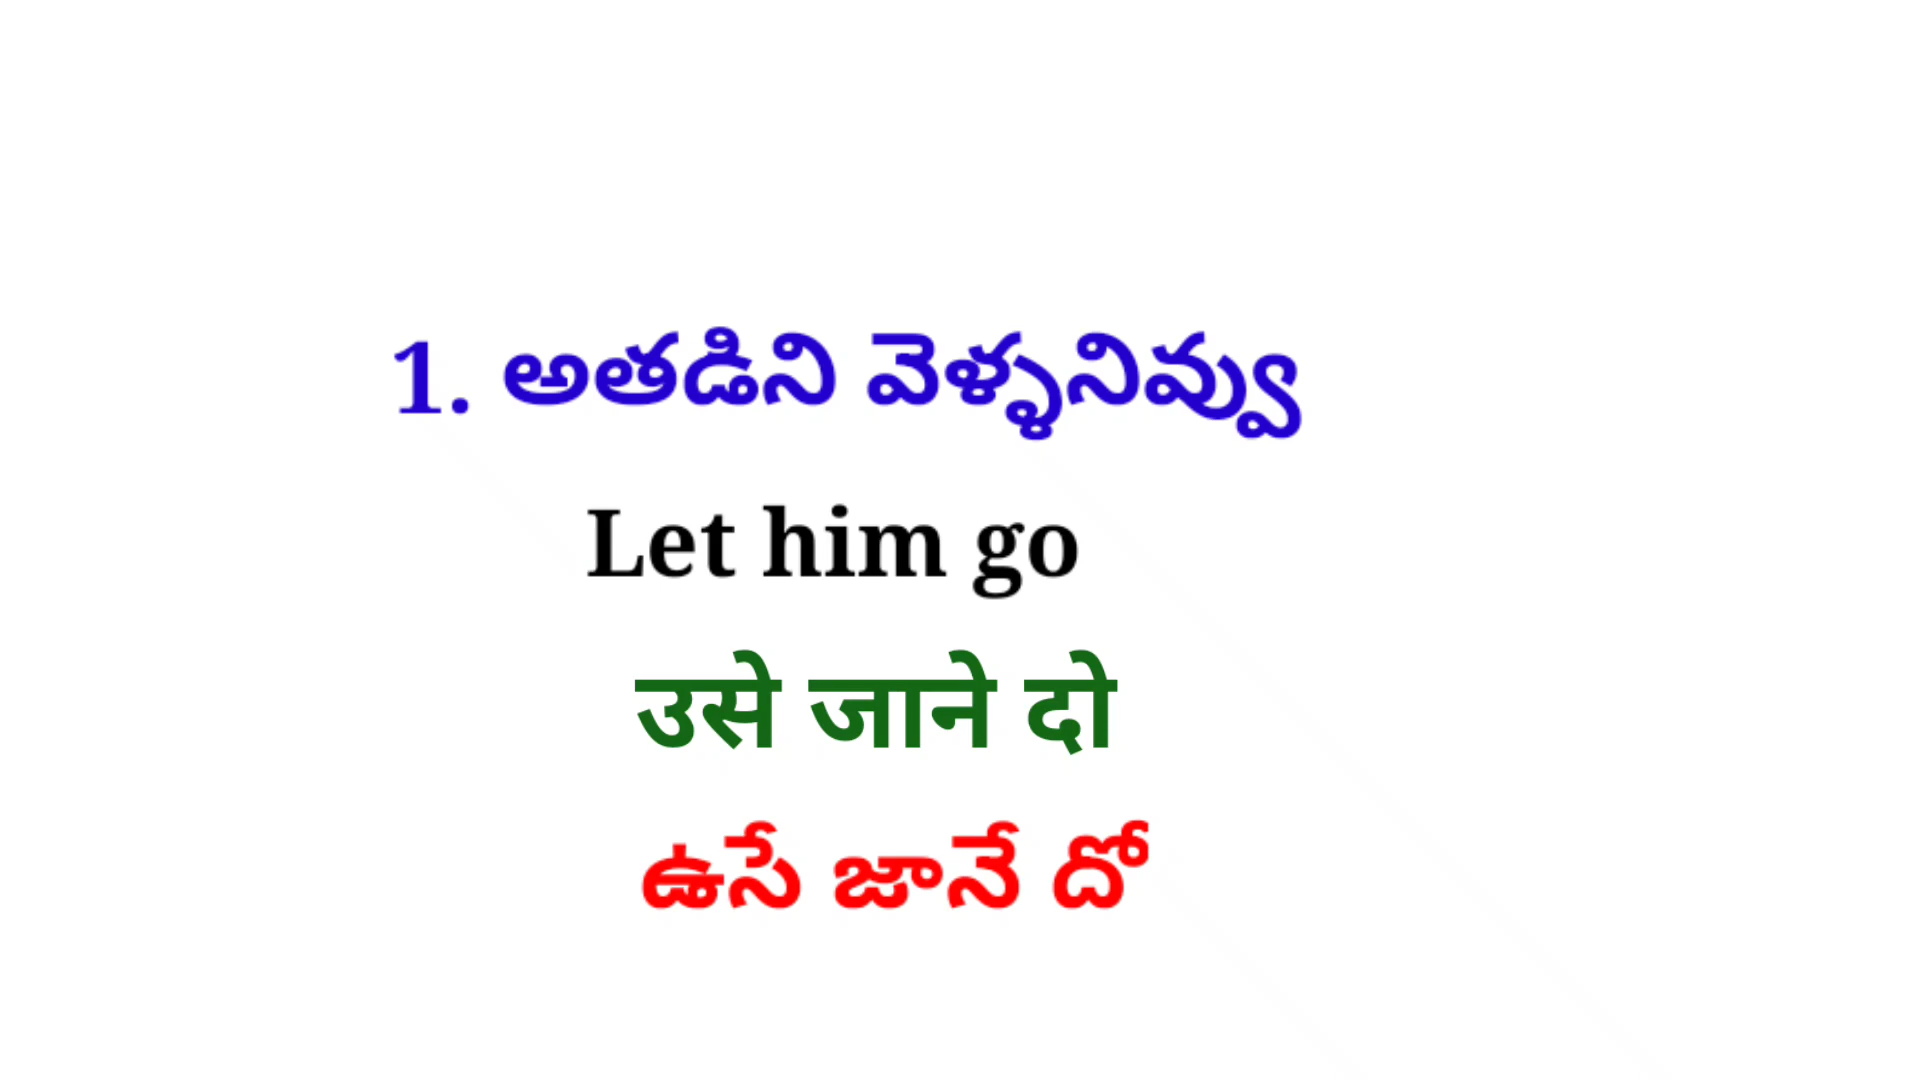 1. అతడిని వెళ్ళనివ్వు
Let him go
उसे जाने दो
ఉసే జానే దో